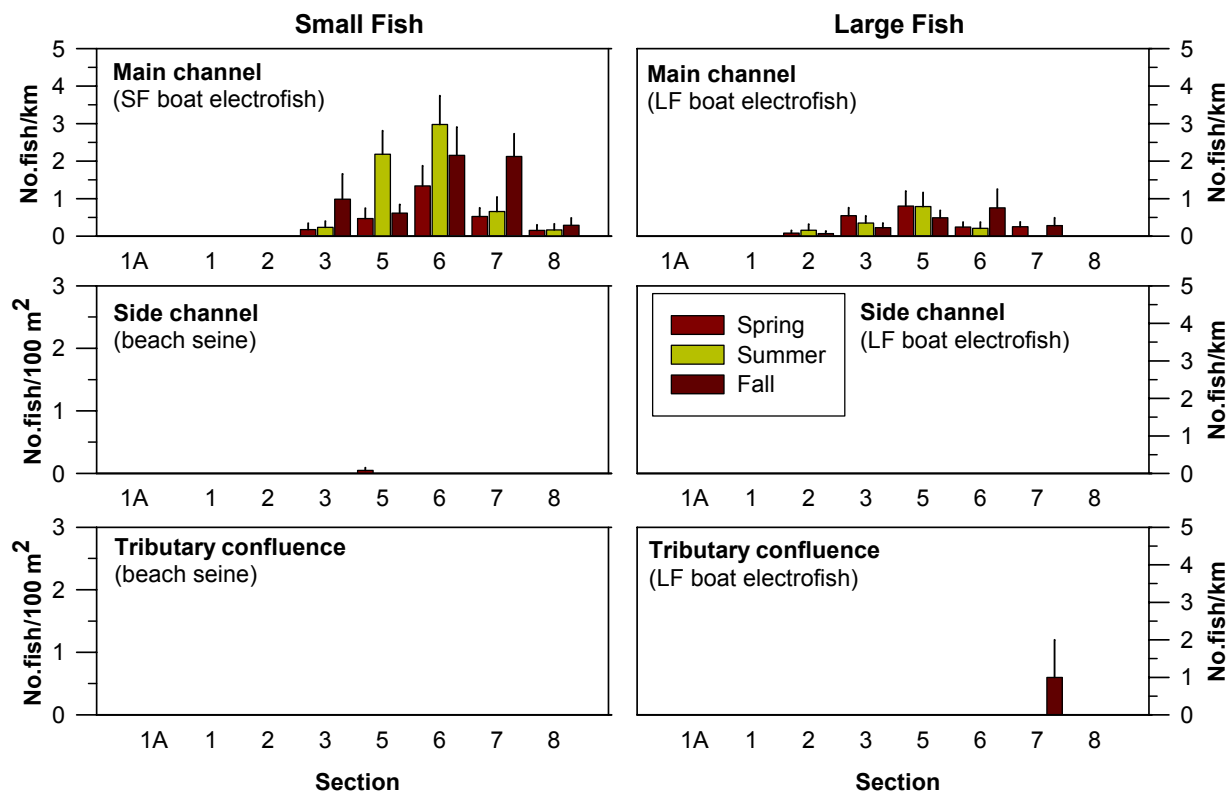 Small Fish
Large Fish
No.fish/km
5
4
3
2
1
0
Main channel
(SF boat electrofish)
1A 1 2 3 5 6 7 8
Main channel
(LF boat electrofish)
1A 1 2 3 5 6 7 8
5
4
3
2
1
0
No.fish/km
No.fish/100 m²
3
2
1
0
Side channel
(beach seine)
1A 1 2 3 5 6 7 8
Spring
Summer
Fall
Side channel
(LF boat electrofish)
1A 1 2 3 5 6 7 8
5
4
3
2
1
0
No.fish/km
No.fish/100 m²
3
2
1
0
Tributary confluence
(beach seine)
1A 1 2 3 5 6 7 8
Section
Tributary confluence
(LF boat electrofish)
1A 1 2 3 5 6 7 8
Section
5
4
3
2
1
0
No.fish/km